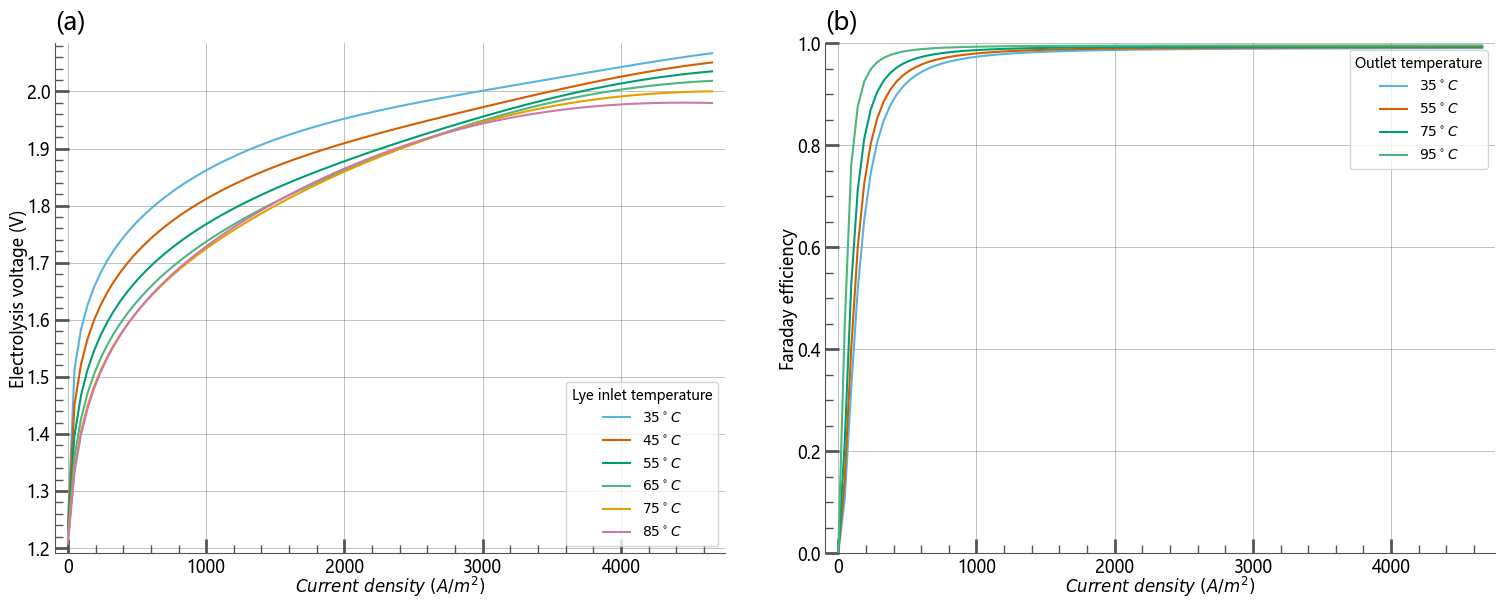 (a)
Electrolysis voltage (V)
2.0
1.9
1.8
1.7
1.6
1.5
1.4
1.3
1.2
0 1000 2000 3000 4000
Current density (A/m²)
Lye inlet temperature
35°C
45°C
55°C
65°C
75°C
85°C
(b)
Faraday efficiency
1.0
0.8
0.6
0.4
0.2
0.0
0 1000 2000 3000 4000
Current density (A/m²)
Outlet temperature
35°C
55°C
75°C
95°C